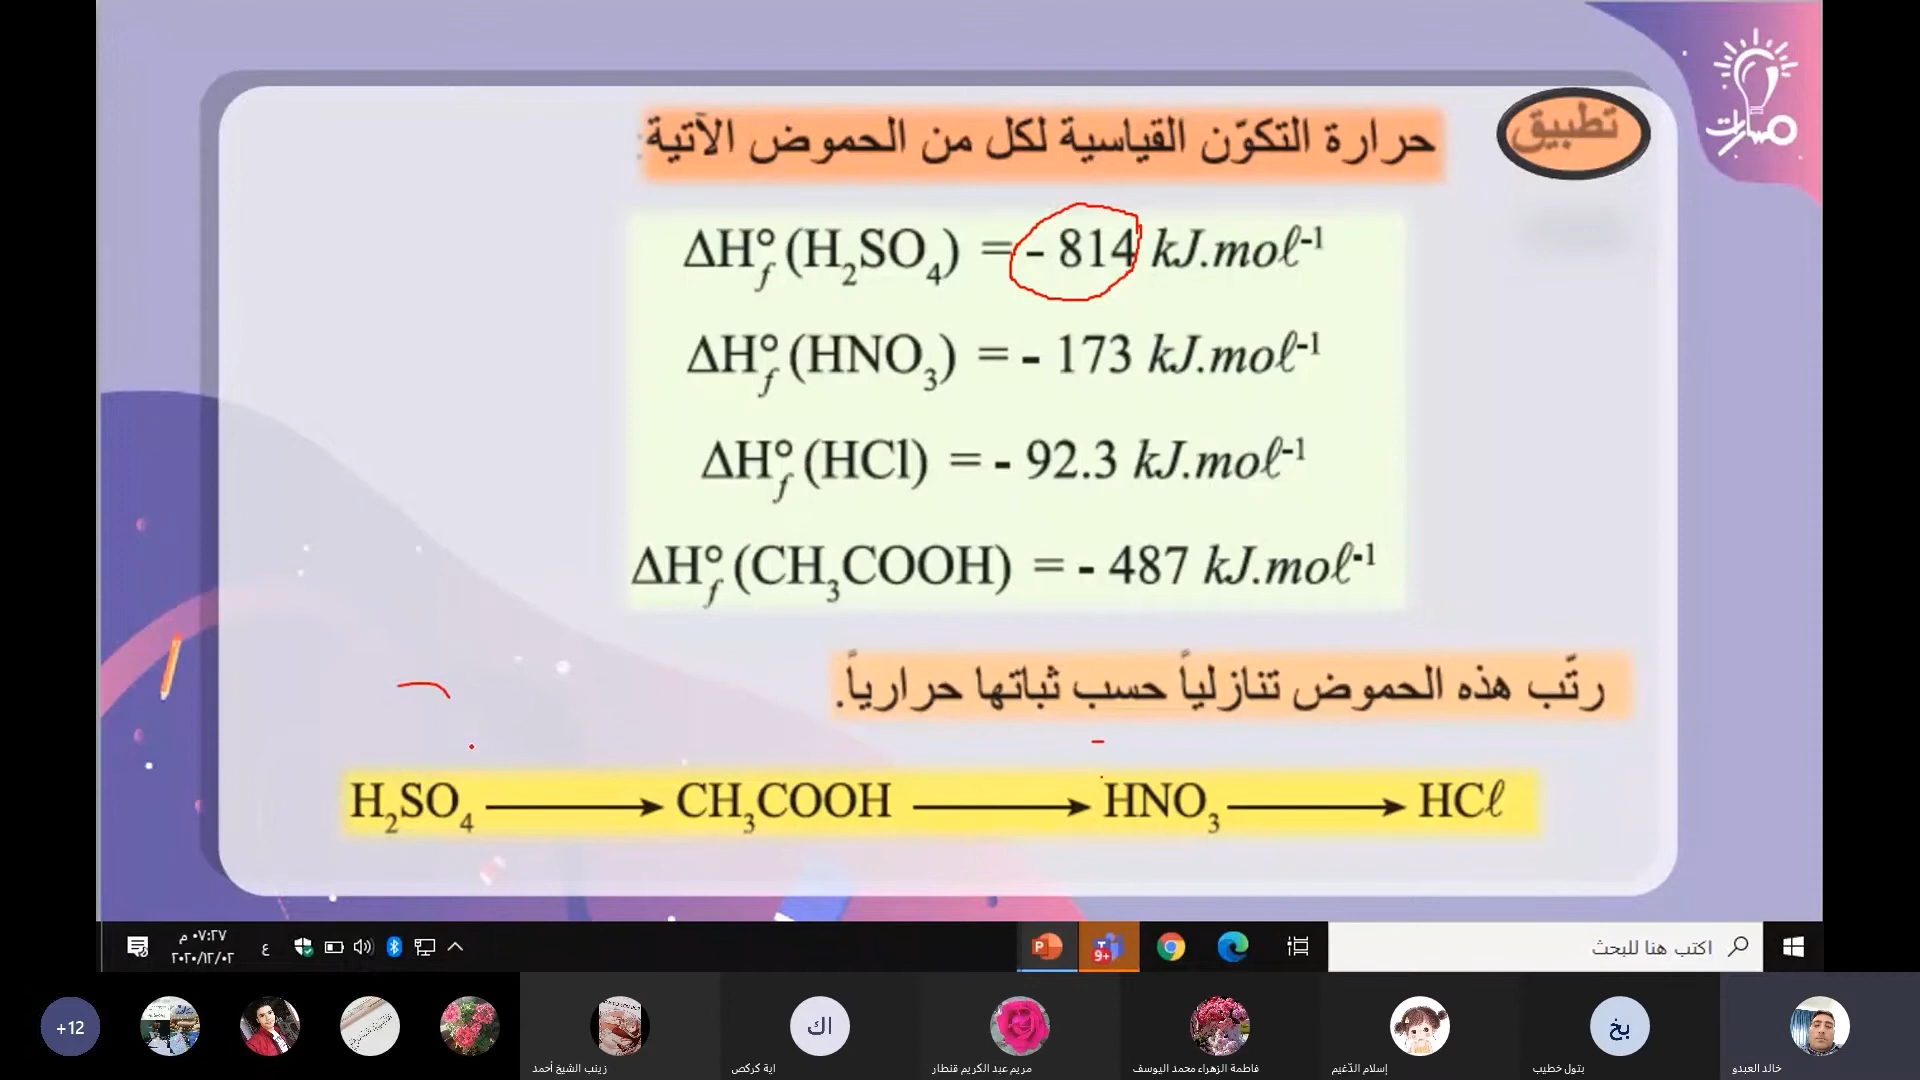 مسارات
تطبيق
حرارة التكوّن القياسية لكل من الحموض الآتية:
ΔH°f (H₂SO₄) = - 814 kJ.moℓ⁻¹
ΔH°f (HNO₃) = - 173 kJ.moℓ⁻¹
ΔH°f (HCl) = - 92.3 kJ.moℓ⁻¹
ΔH°f (CH₃COOH) = - 487 kJ.moℓ⁻¹
رتّب هذه الحموض تنازلياً حسب ثباتها حرارياً.
H₂SO₄ ⟶ CH₃COOH ⟶ HNO₃ ⟶ HCℓ
اكتب هنا للبحث
9+
ع
٠٧:٢٧ م
٢٠٢٠/١٢/٠٢
+12
اك
بخ
زينب الشيخ أحمد
اية كركص
مريم عبد الكريم قنطار
فاطمة الزهراء محمد اليوسف
إسلام الدّغيم
بتول خطيب
خالد العبدو